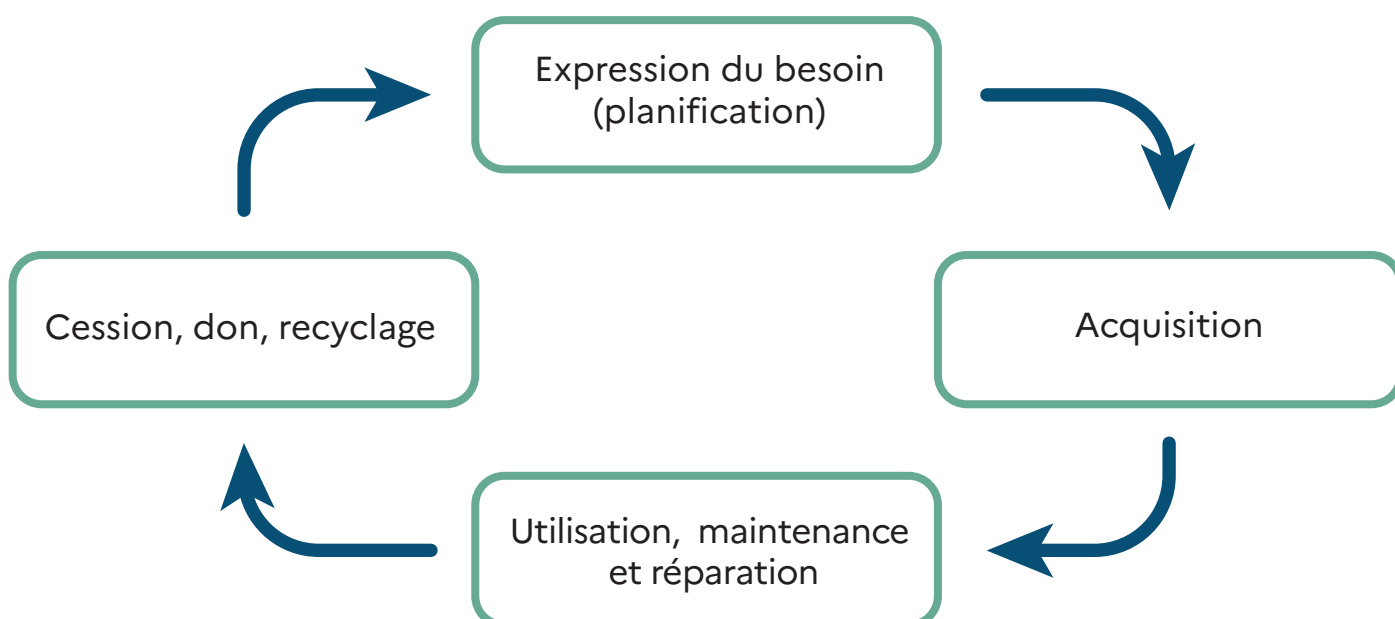 Expression du besoin
(planification)
Cession, don, recyclage
Acquisition
Utilisation, maintenance
et réparation